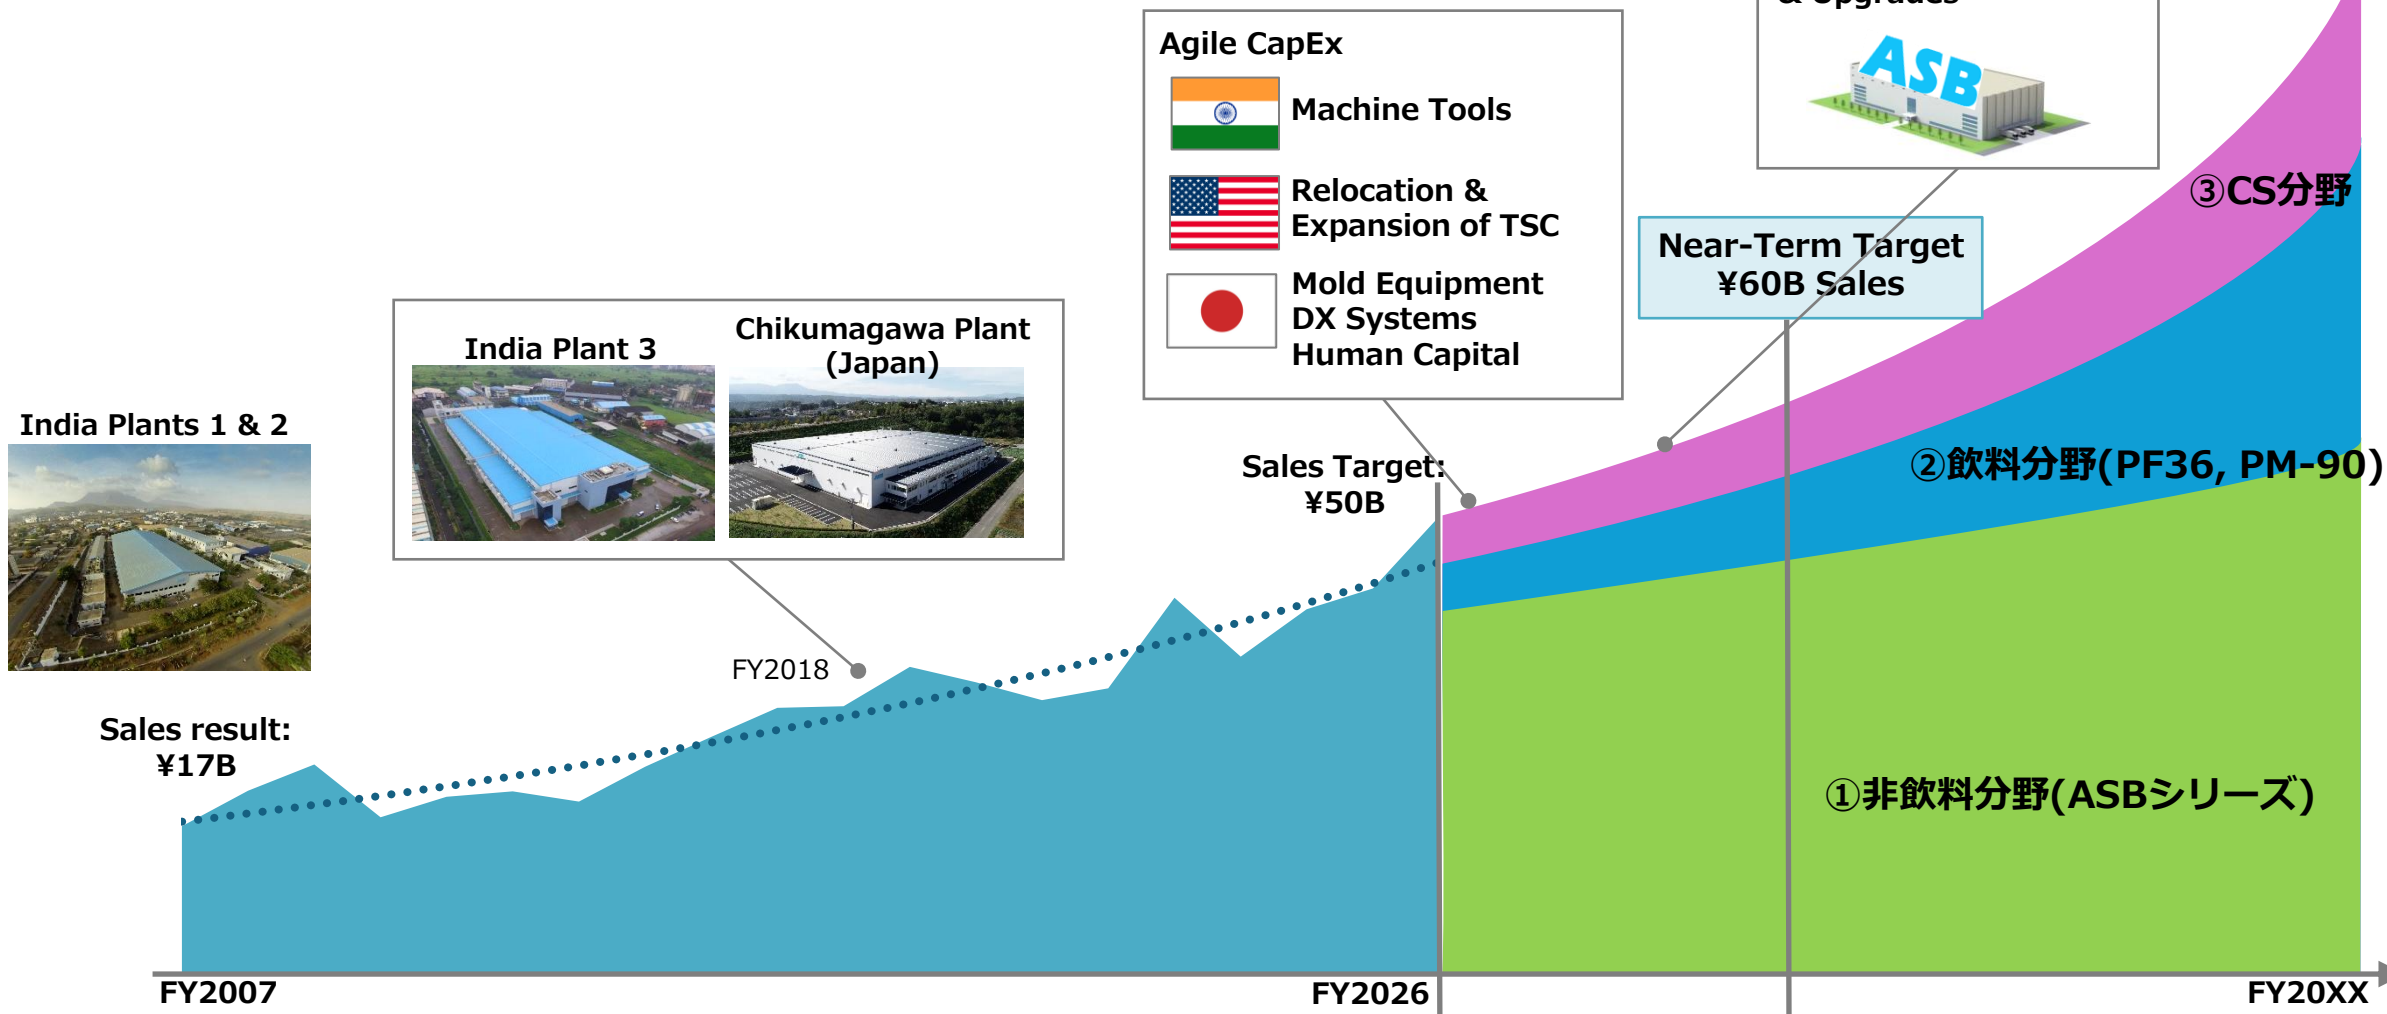 & Upgrades
ASB
Agile CapEx
Machine Tools
Relocation &
Expansion of TSC
Mold Equipment
DX Systems
Human Capital
③CS分野
Near-Term Target
¥60B Sales
India Plant 3
Chikumagawa Plant
(Japan)
India Plants 1 & 2
Sales Target:
¥50B
②飲料分野(PF36, PM-90)
FY2018
Sales result:
¥17B
①非飲料分野(ASBシリーズ)
FY2007
FY2026
FY20XX